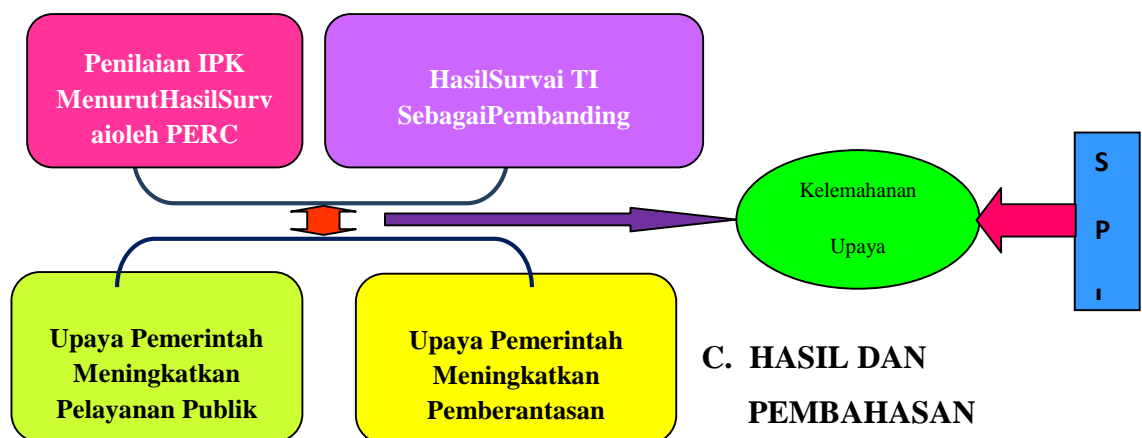 Penilaian IPK
MenurutHasilSurv
aioleh PERC
HasilSurvai TI
SebagaiPembanding
Kelemahanan
Upaya
S
P
I
Upaya Pemerintah
Meningkatkan
Pelayanan Publik
Upaya Pemerintah
Meningkatkan
Pemberantasan
C. HASIL DAN
PEMBAHASAN